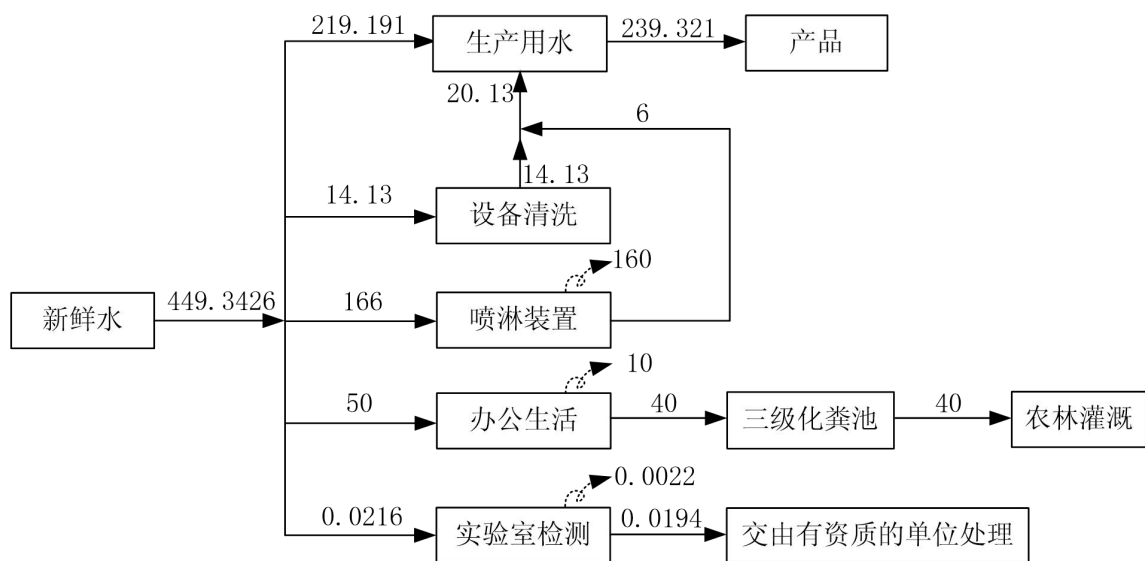 219.191
生产用水
239.321
产品
20.13
6
14.13
14.13
设备清洗
160
新鲜水
449.3426
166
喷淋装置
10
50
办公生活
40
三级化粪池
40
农林灌溉
0.0022
0.0216
实验室检测
0.0194
交由有资质的单位处理